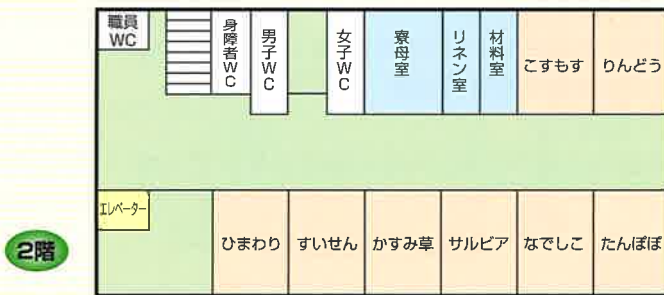 職員
WC
身障者WC
男子WC
女子WC
寮母室
リネン室
材料室
こすもす
りんどう
エレベーター
2階
ひまわり
すいせん
かすみ草
サルビア
なでしこ
たんぽぽ